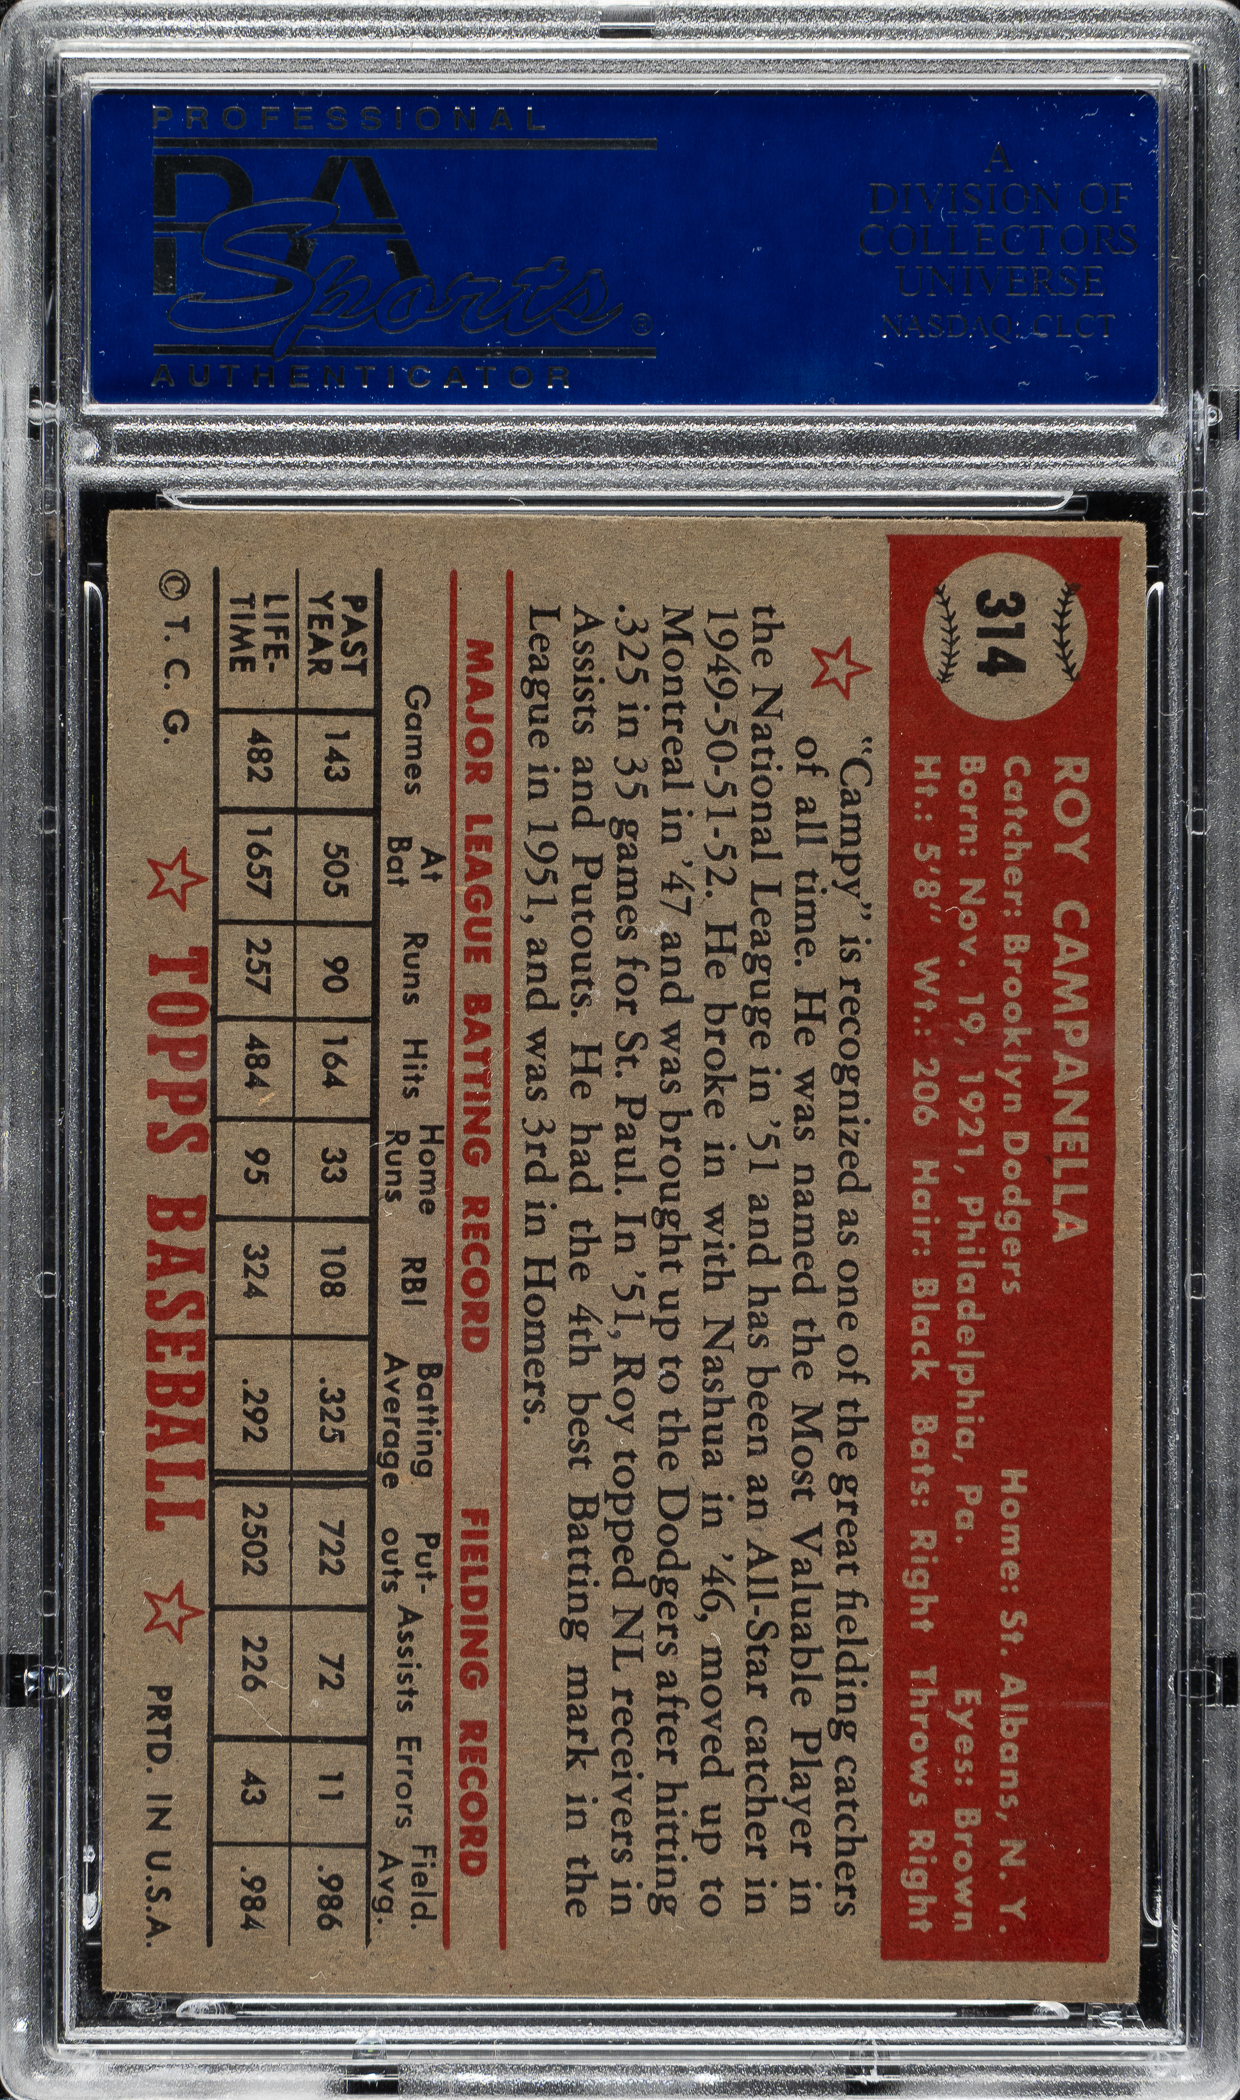 PROFESSIONAL
PSA
Sports®
AUTHENTICATOR
A
DIVISION OF
COLLECTORS
UNIVERSE
NASDAQ: CLCT
314
ROY CAMPANELLA
Catcher: Brooklyn Dodgers Home: St. Albans, N. Y.
Born: Nov. 19, 1921, Philadelphia, Pa. Eyes: Brown
Ht.: 5'8" Wt.: 206 Hair: Black Bats: Right Throws Right
"Campy" is recognized as one of the great fielding catchers
of all time. He was named the Most Valuable Player in
the National League in '51 and has been an All-Star catcher in
1949-50-51-52. He broke in with Nashua in '46, moved up to
Montreal in '47 and was brought up to the Dodgers after hitting
.325 in 35 games for St. Paul. In '51, Roy topped NL receivers in
Assists and Putouts. He had the 4th best Batting mark in the
League in 1951, and was 3rd in Homers.
MAJOR LEAGUE BATTING RECORD FIELDING RECORD
Games At Bat Runs Hits Home Runs RBI Batting Average Put-outs Assists Errors Field. Avg.
PAST YEAR 143 505 90 164 33 108 .325 722 72 11 .986
LIFE-TIME 482 1657 257 484 95 324 .292 2502 226 43 .984
© T. C. G. TOPPS BASEBALL PRTD. IN U.S.A.